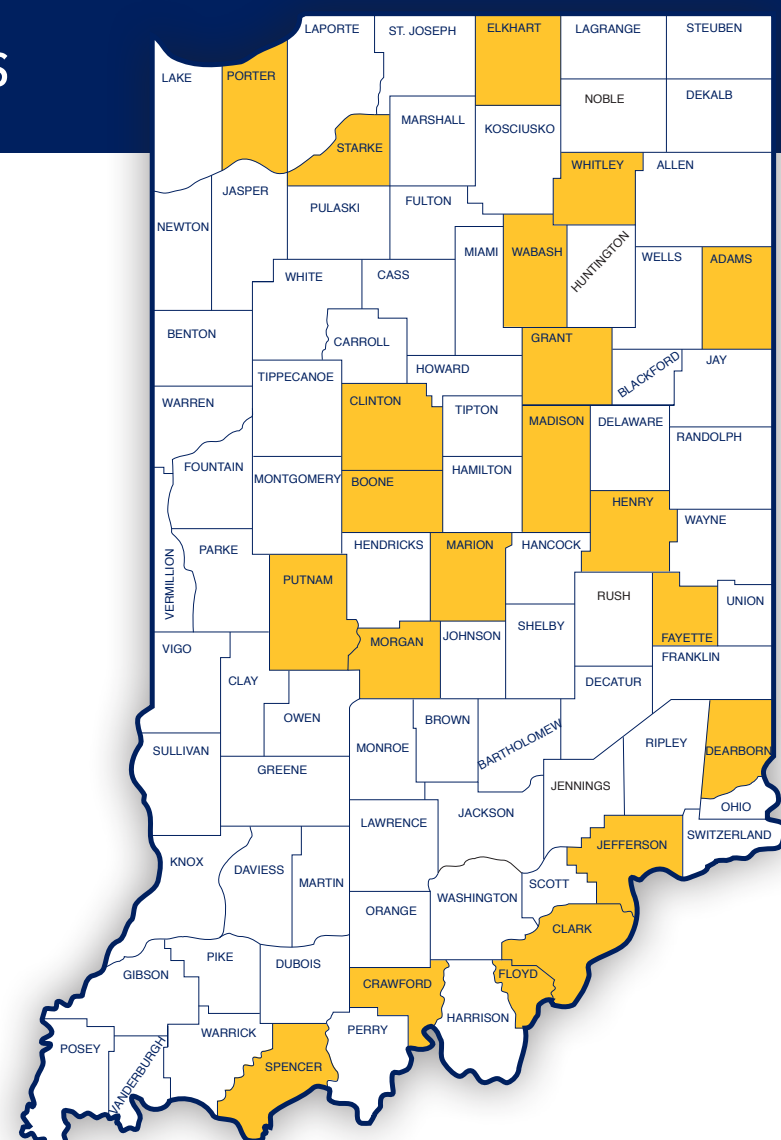 S
LAPORTE
ST. JOSEPH
ELKHART
LAGRANGE
STEUBEN
LAKE
PORTER
NOBLE
DEKALB
MARSHALL
KOSCIUSKO
STARKE
WHITLEY
ALLEN
JASPER
PULASKI
FULTON
NEWTON
MIAMI
WABASH
HUNTINGTON
WELLS
ADAMS
WHITE
CASS
BENTON
CARROLL
GRANT
HOWARD
BLACKFORD
JAY
TIPPECANOE
WARREN
CLINTON
TIPTON
MADISON
DELAWARE
RANDOLPH
FOUNTAIN
MONTGOMERY
BOONE
HAMILTON
HENRY
WAYNE
VERMILLION
PARKE
HENDRICKS
MARION
HANCOCK
PUTNAM
RUSH
UNION
FAYETTE
VIGO
MORGAN
JOHNSON
SHELBY
FRANKLIN
CLAY
DECATUR
OWEN
BROWN
BARTHOLOMEW
SULLIVAN
MONROE
RIPLEY
DEARBORN
GREENE
JENNINGS
OHIO
LAWRENCE
JACKSON
SWITZERLAND
JEFFERSON
KNOX
DAVIESS
MARTIN
SCOTT
WASHINGTON
ORANGE
CLARK
PIKE
DUBOIS
GIBSON
CRAWFORD
FLOYD
HARRISON
WARRICK
PERRY
POSEY
VANDERBURGH
SPENCER